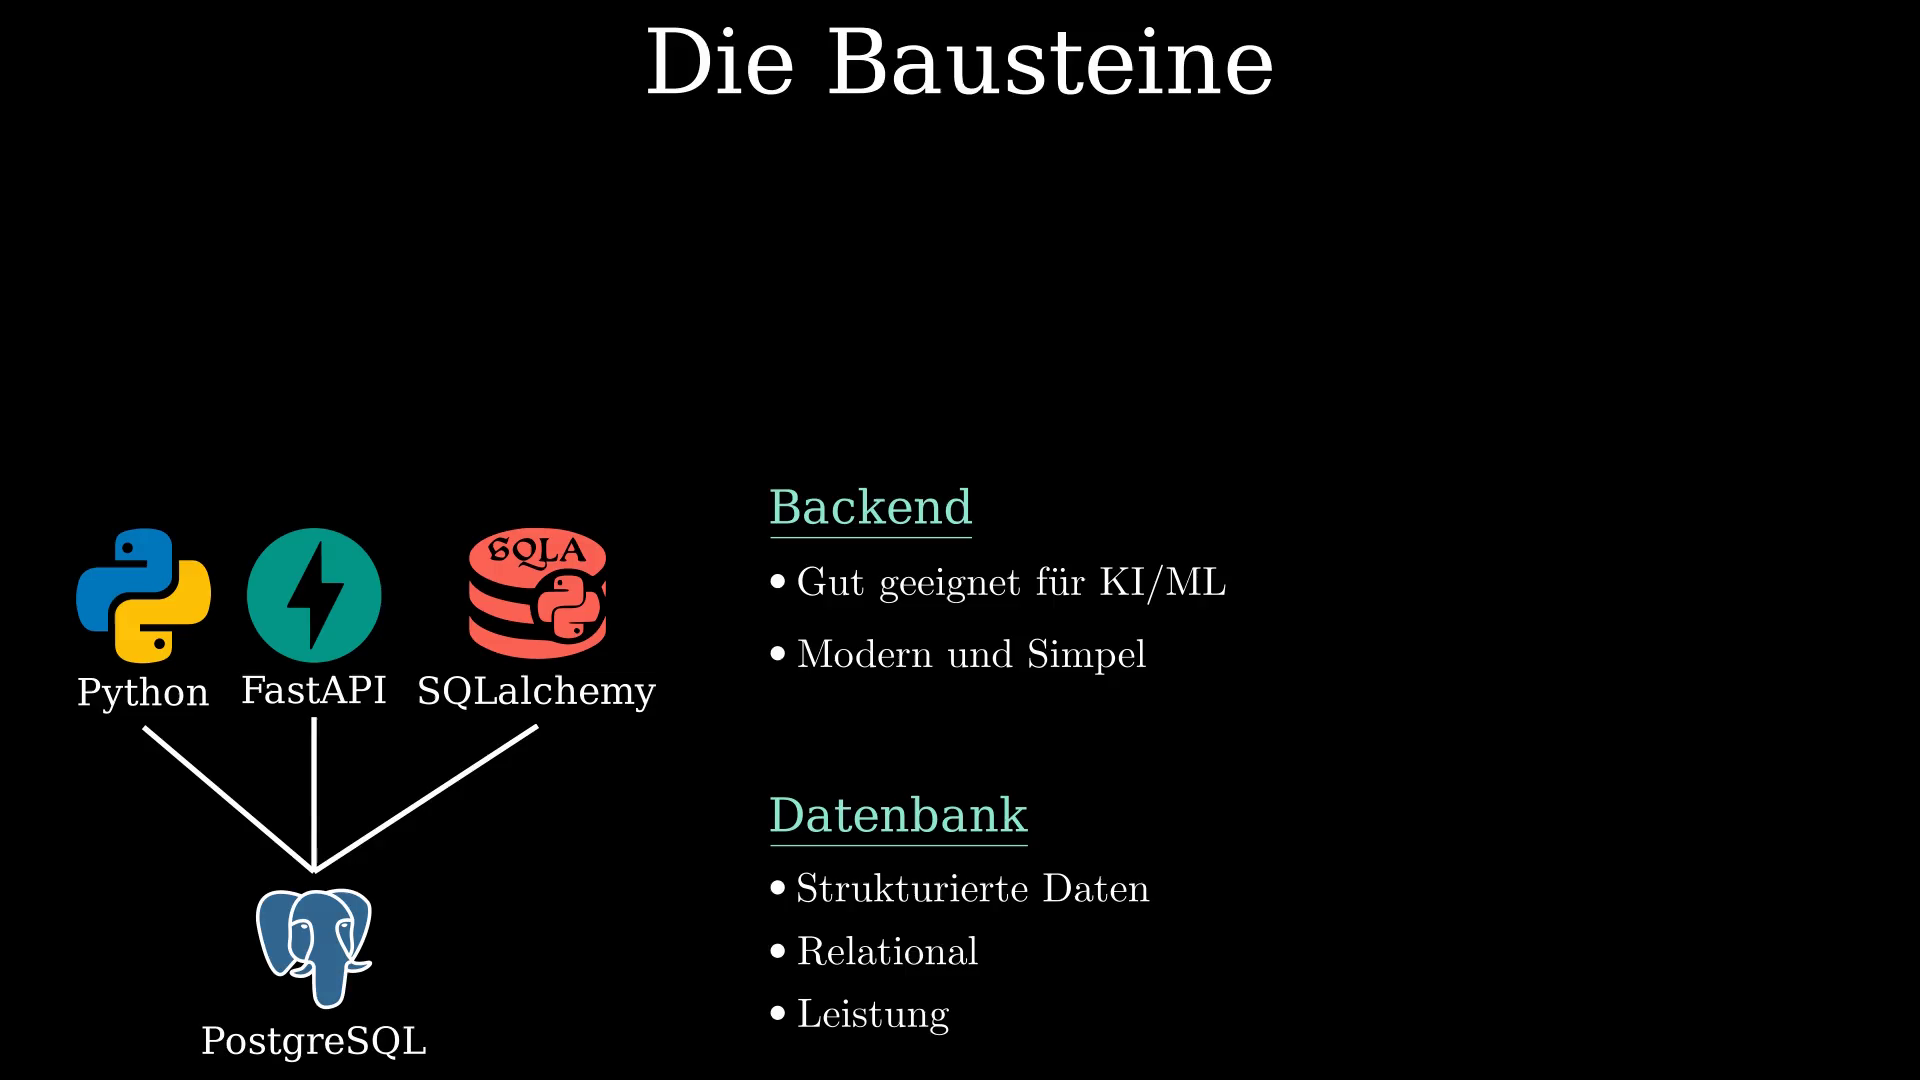 Die Bausteine
SQLA
Python
FastAPI
SQLalchemy
PostgreSQL
Backend
• Gut geeignet für KI/ML
• Modern und Simpel
Datenbank
• Strukturierte Daten
• Relational
• Leistung